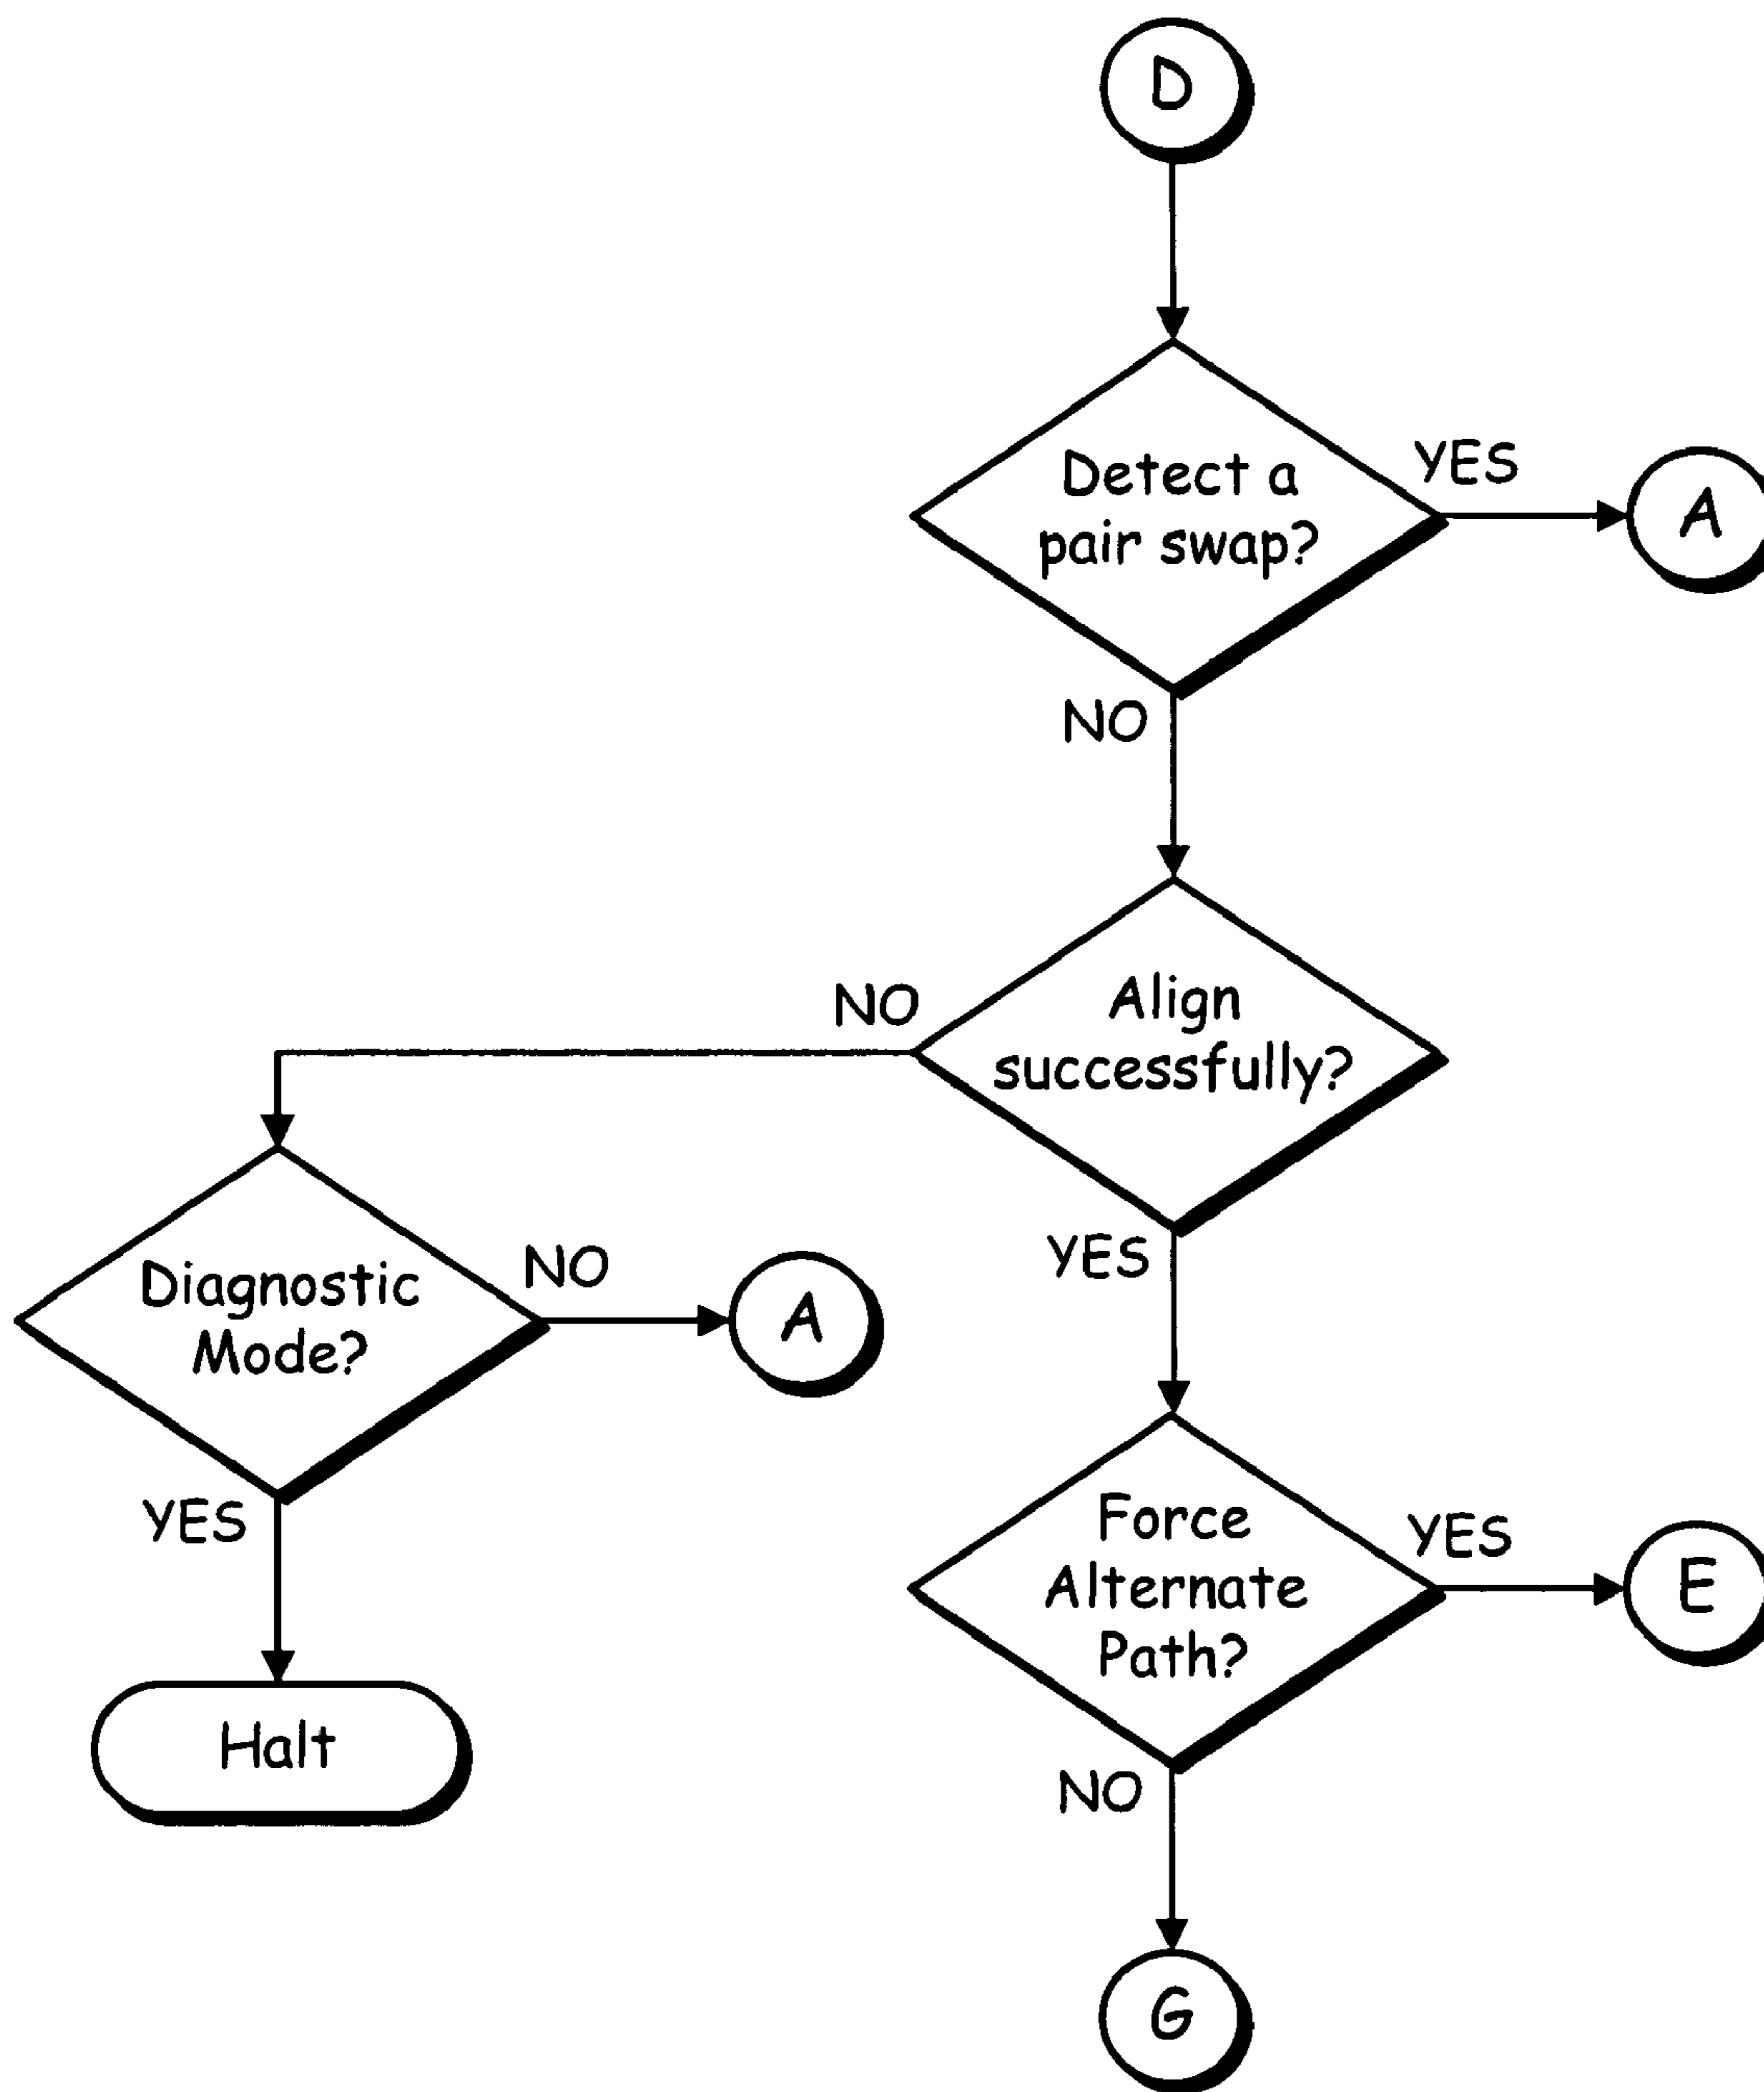 D
Detect a
pair swap?
YES
A
NO
Align
successfully?
NO
YES
Diagnostic
Mode?
NO
A
YES
Halt
Force
Alternate
Path?
YES
E
NO
G